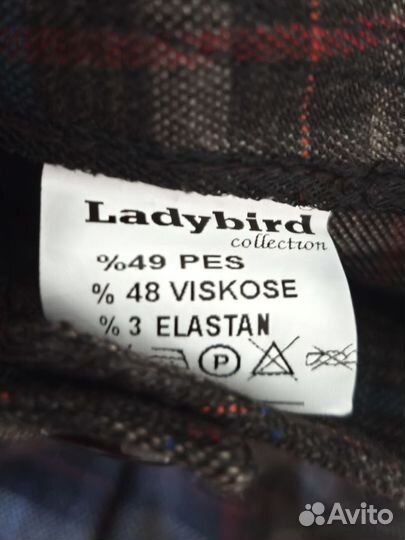 Ladybird
collection
%49 PES
% 48 VISKOSE
% 3 ELASTAN
P
Avito